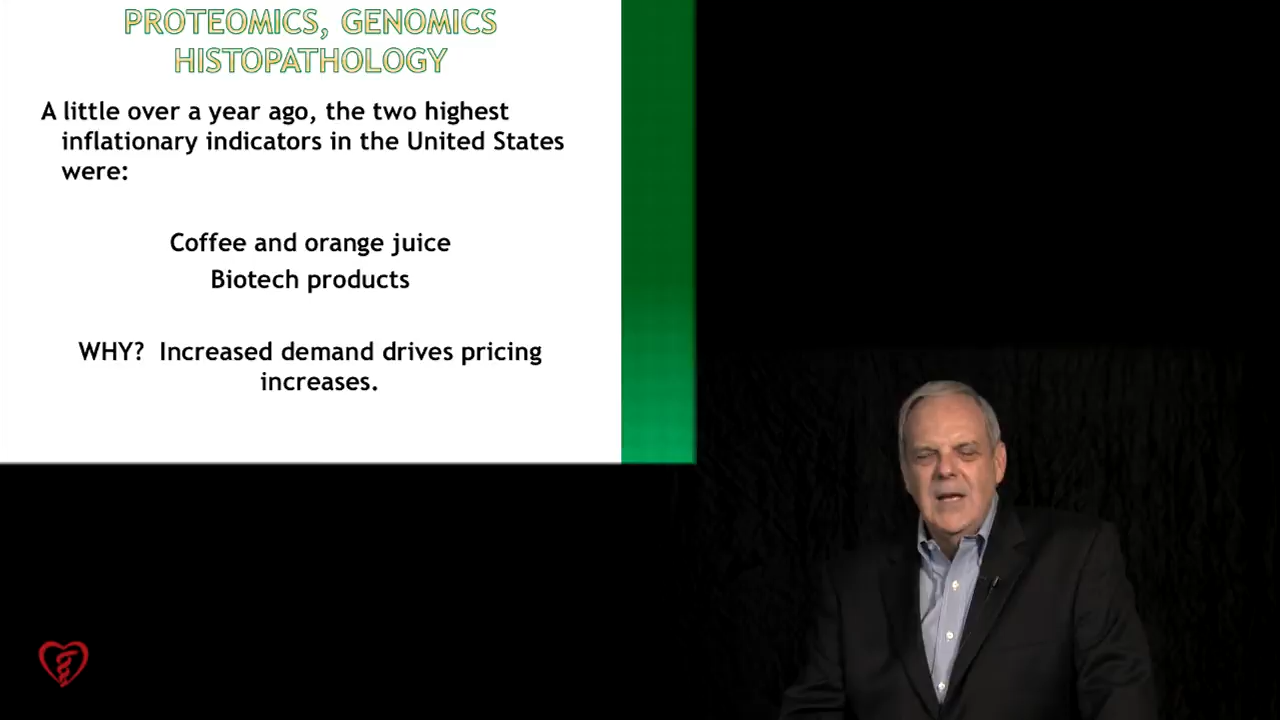 PROTEOMICS, GENOMICS
HISTOPATHOLOGY
A little over a year ago, the two highest
inflationary indicators in the United States
were:
Coffee and orange juice
Biotech products
WHY?  Increased demand drives pricing
increases.